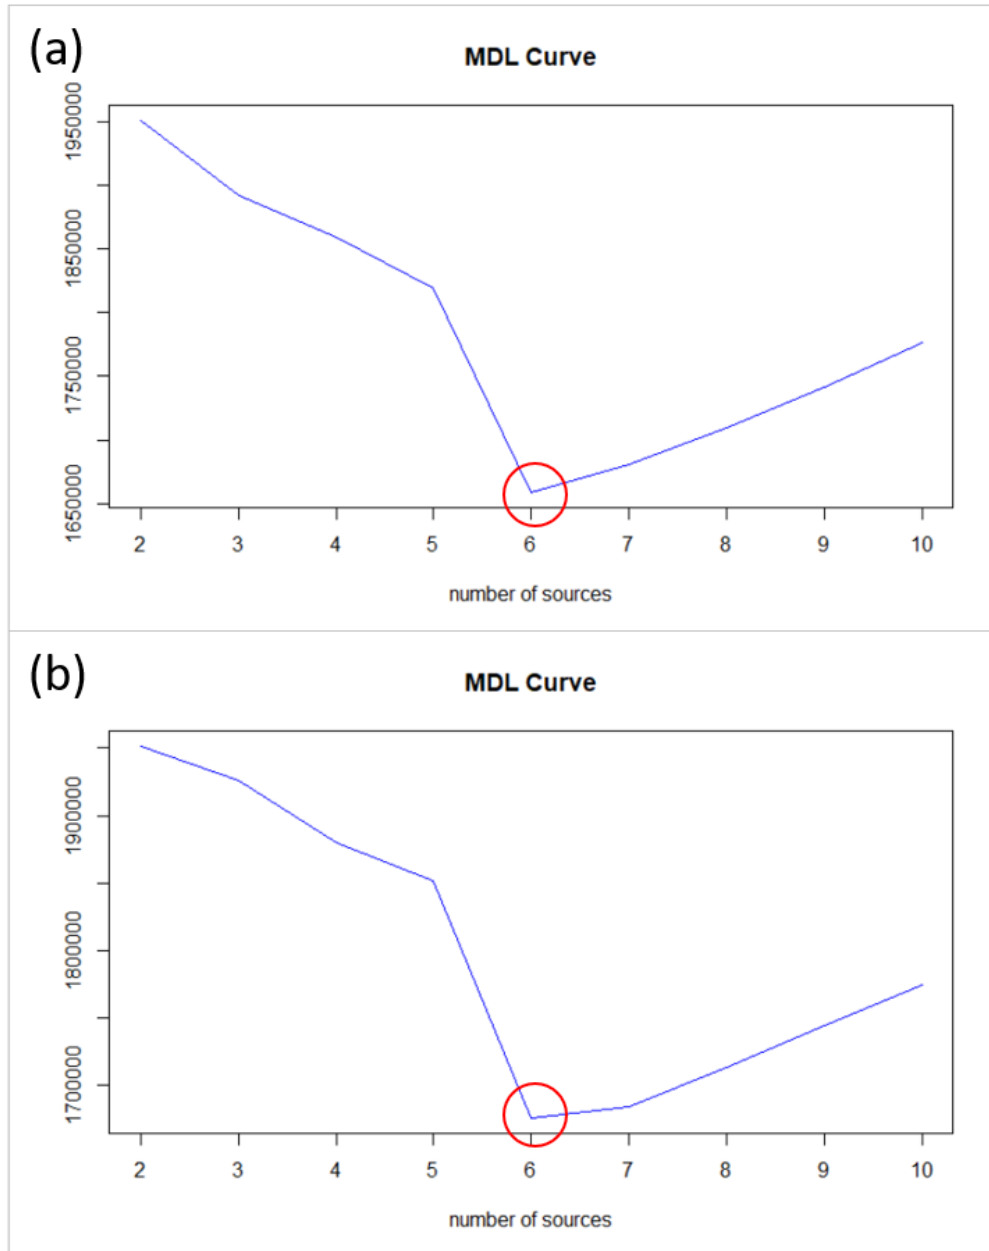 (a)
MDL Curve
1950000
1850000
1750000
1650000
2 3 4 5 6 7 8 9 10
number of sources
(b)
MDL Curve
1900000
1800000
1700000
2 3 4 5 6 7 8 9 10
number of sources